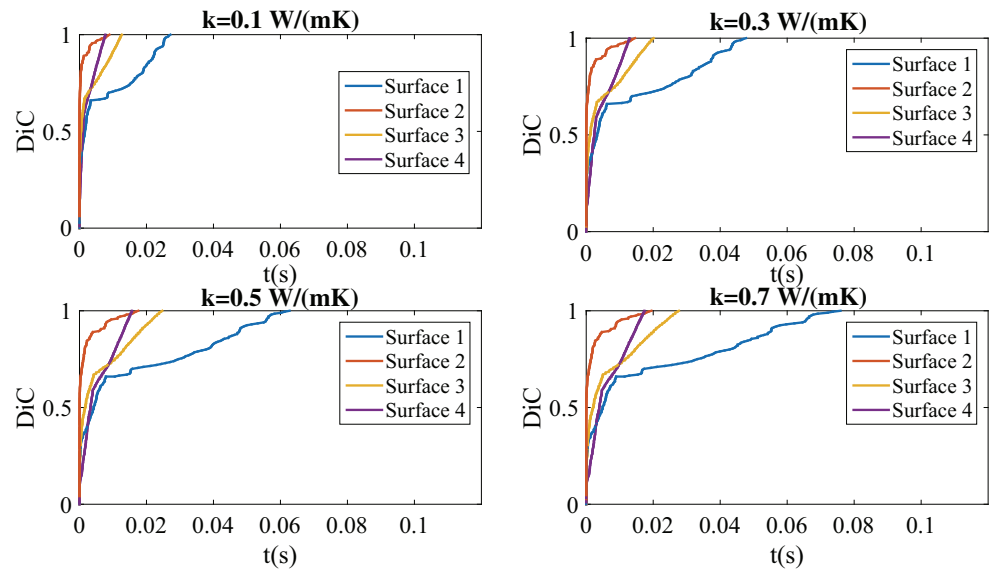 k=0.1 W/(mK)
1
0.5
0
DiC
Surface 1
Surface 2
Surface 3
Surface 4
0 0.02 0.04 0.06 0.08 0.1
t(s)
k=0.3 W/(mK)
1
0.5
0
DiC
Surface 1
Surface 2
Surface 3
Surface 4
0 0.02 0.04 0.06 0.08 0.1
t(s)
k=0.5 W/(mK)
1
0.5
0
DiC
Surface 1
Surface 2
Surface 3
Surface 4
0 0.02 0.04 0.06 0.08 0.1
t(s)
k=0.7 W/(mK)
1
0.5
0
DiC
Surface 1
Surface 2
Surface 3
Surface 4
0 0.02 0.04 0.06 0.08 0.1
t(s)